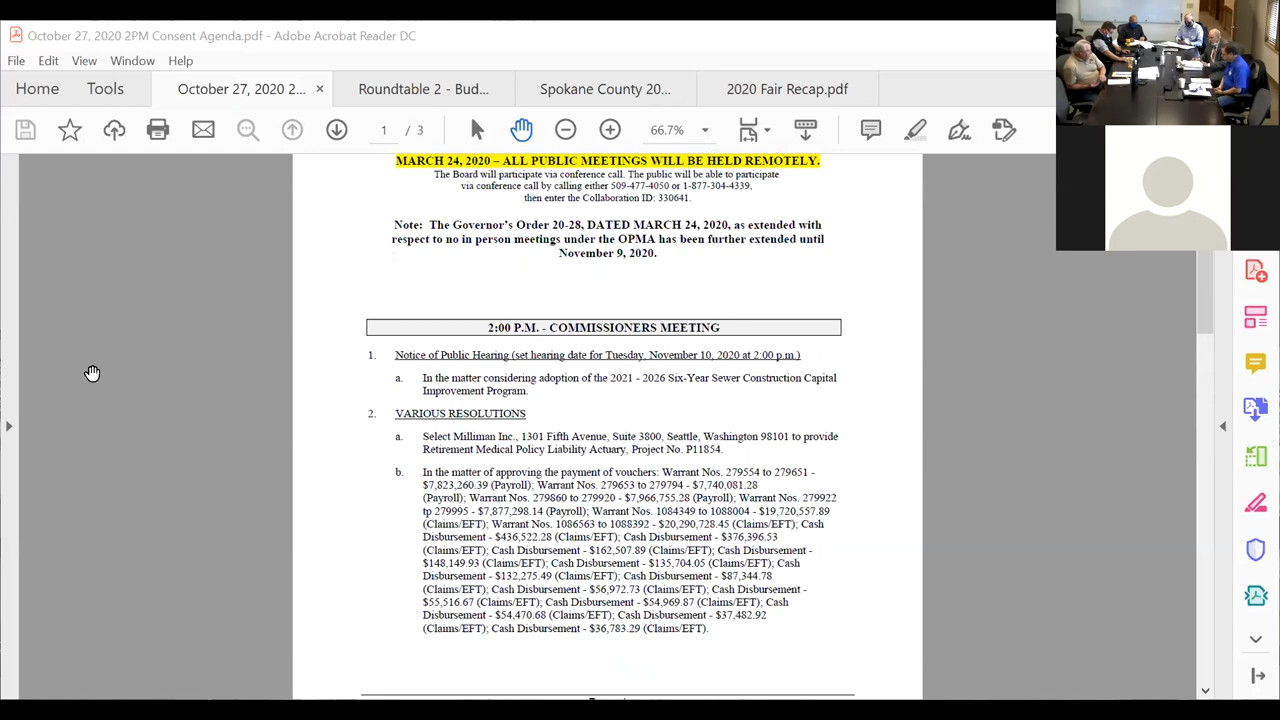 October 27, 2020 2PM Consent Agenda.pdf - Adobe Acrobat Reader DC
File Edit View Window Help
Home Tools October 27, 2020 2... × Roundtable 2 - Bud... Spokane County 20... 2020 Fair Recap.pdf
1 / 3 66.7%
MARCH 24, 2020 – ALL PUBLIC MEETINGS WILL BE HELD REMOTELY.
The Board will participate via conference call. The public will be able to participate
via conference call by calling either 509-477-4050 or 1-877-304-4339,
then enter the Collaboration ID: 330641.
Note: The Governor's Order 20-28, DATED MARCH 24, 2020, as extended with
respect to no in person meetings under the OPMA has been further extended until
November 9, 2020.
2:00 P.M. - COMMISSIONERS MEETING
1. Notice of Public Hearing (set hearing date for Tuesday, November 10, 2020 at 2:00 p.m.)
a. In the matter considering adoption of the 2021 - 2026 Six-Year Sewer Construction Capital
Improvement Program.
2. VARIOUS RESOLUTIONS
a. Select Milliman Inc., 1301 Fifth Avenue, Suite 3800, Seattle, Washington 98101 to provide
Retirement Medical Policy Liability Actuary, Project No. P11854.
b. In the matter of approving the payment of vouchers: Warrant Nos. 279554 to 279651 -
$7,823,260.39 (Payroll); Warrant Nos. 279653 to 279794 - $7,740,081.28
(Payroll); Warrant Nos. 279860 to 279920 - $7,966,755.28 (Payroll); Warrant Nos. 279922
tp 279995 - $7,877,298.14 (Payroll); Warrant Nos. 1084349 to 1088004 - $19,720,557.89
(Claims/EFT); Warrant Nos. 1086563 to 1088392 - $20,290,728.45 (Claims/EFT); Cash
Disbursement - $436,522.28 (Claims/EFT); Cash Disbursement - $376,396.53
(Claims/EFT); Cash Disbursement - $162,507.89 (Claims/EFT); Cash Disbursement -
$148,149.93 (Claims/EFT); Cash Disbursement - $135,704.05 (Claims/EFT); Cash
Disbursement - $132,275.49 (Claims/EFT); Cash Disbursement - $87,344.78
(Claims/EFT); Cash Disbursement - $56,972.73 (Claims/EFT); Cash Disbursement -
$55,516.67 (Claims/EFT); Cash Disbursement - $54,969.87 (Claims/EFT); Cash
Disbursement - $54,470.68 (Claims/EFT); Cash Disbursement - $37,482.92
(Claims/EFT); Cash Disbursement - $36,783.29 (Claims/EFT).